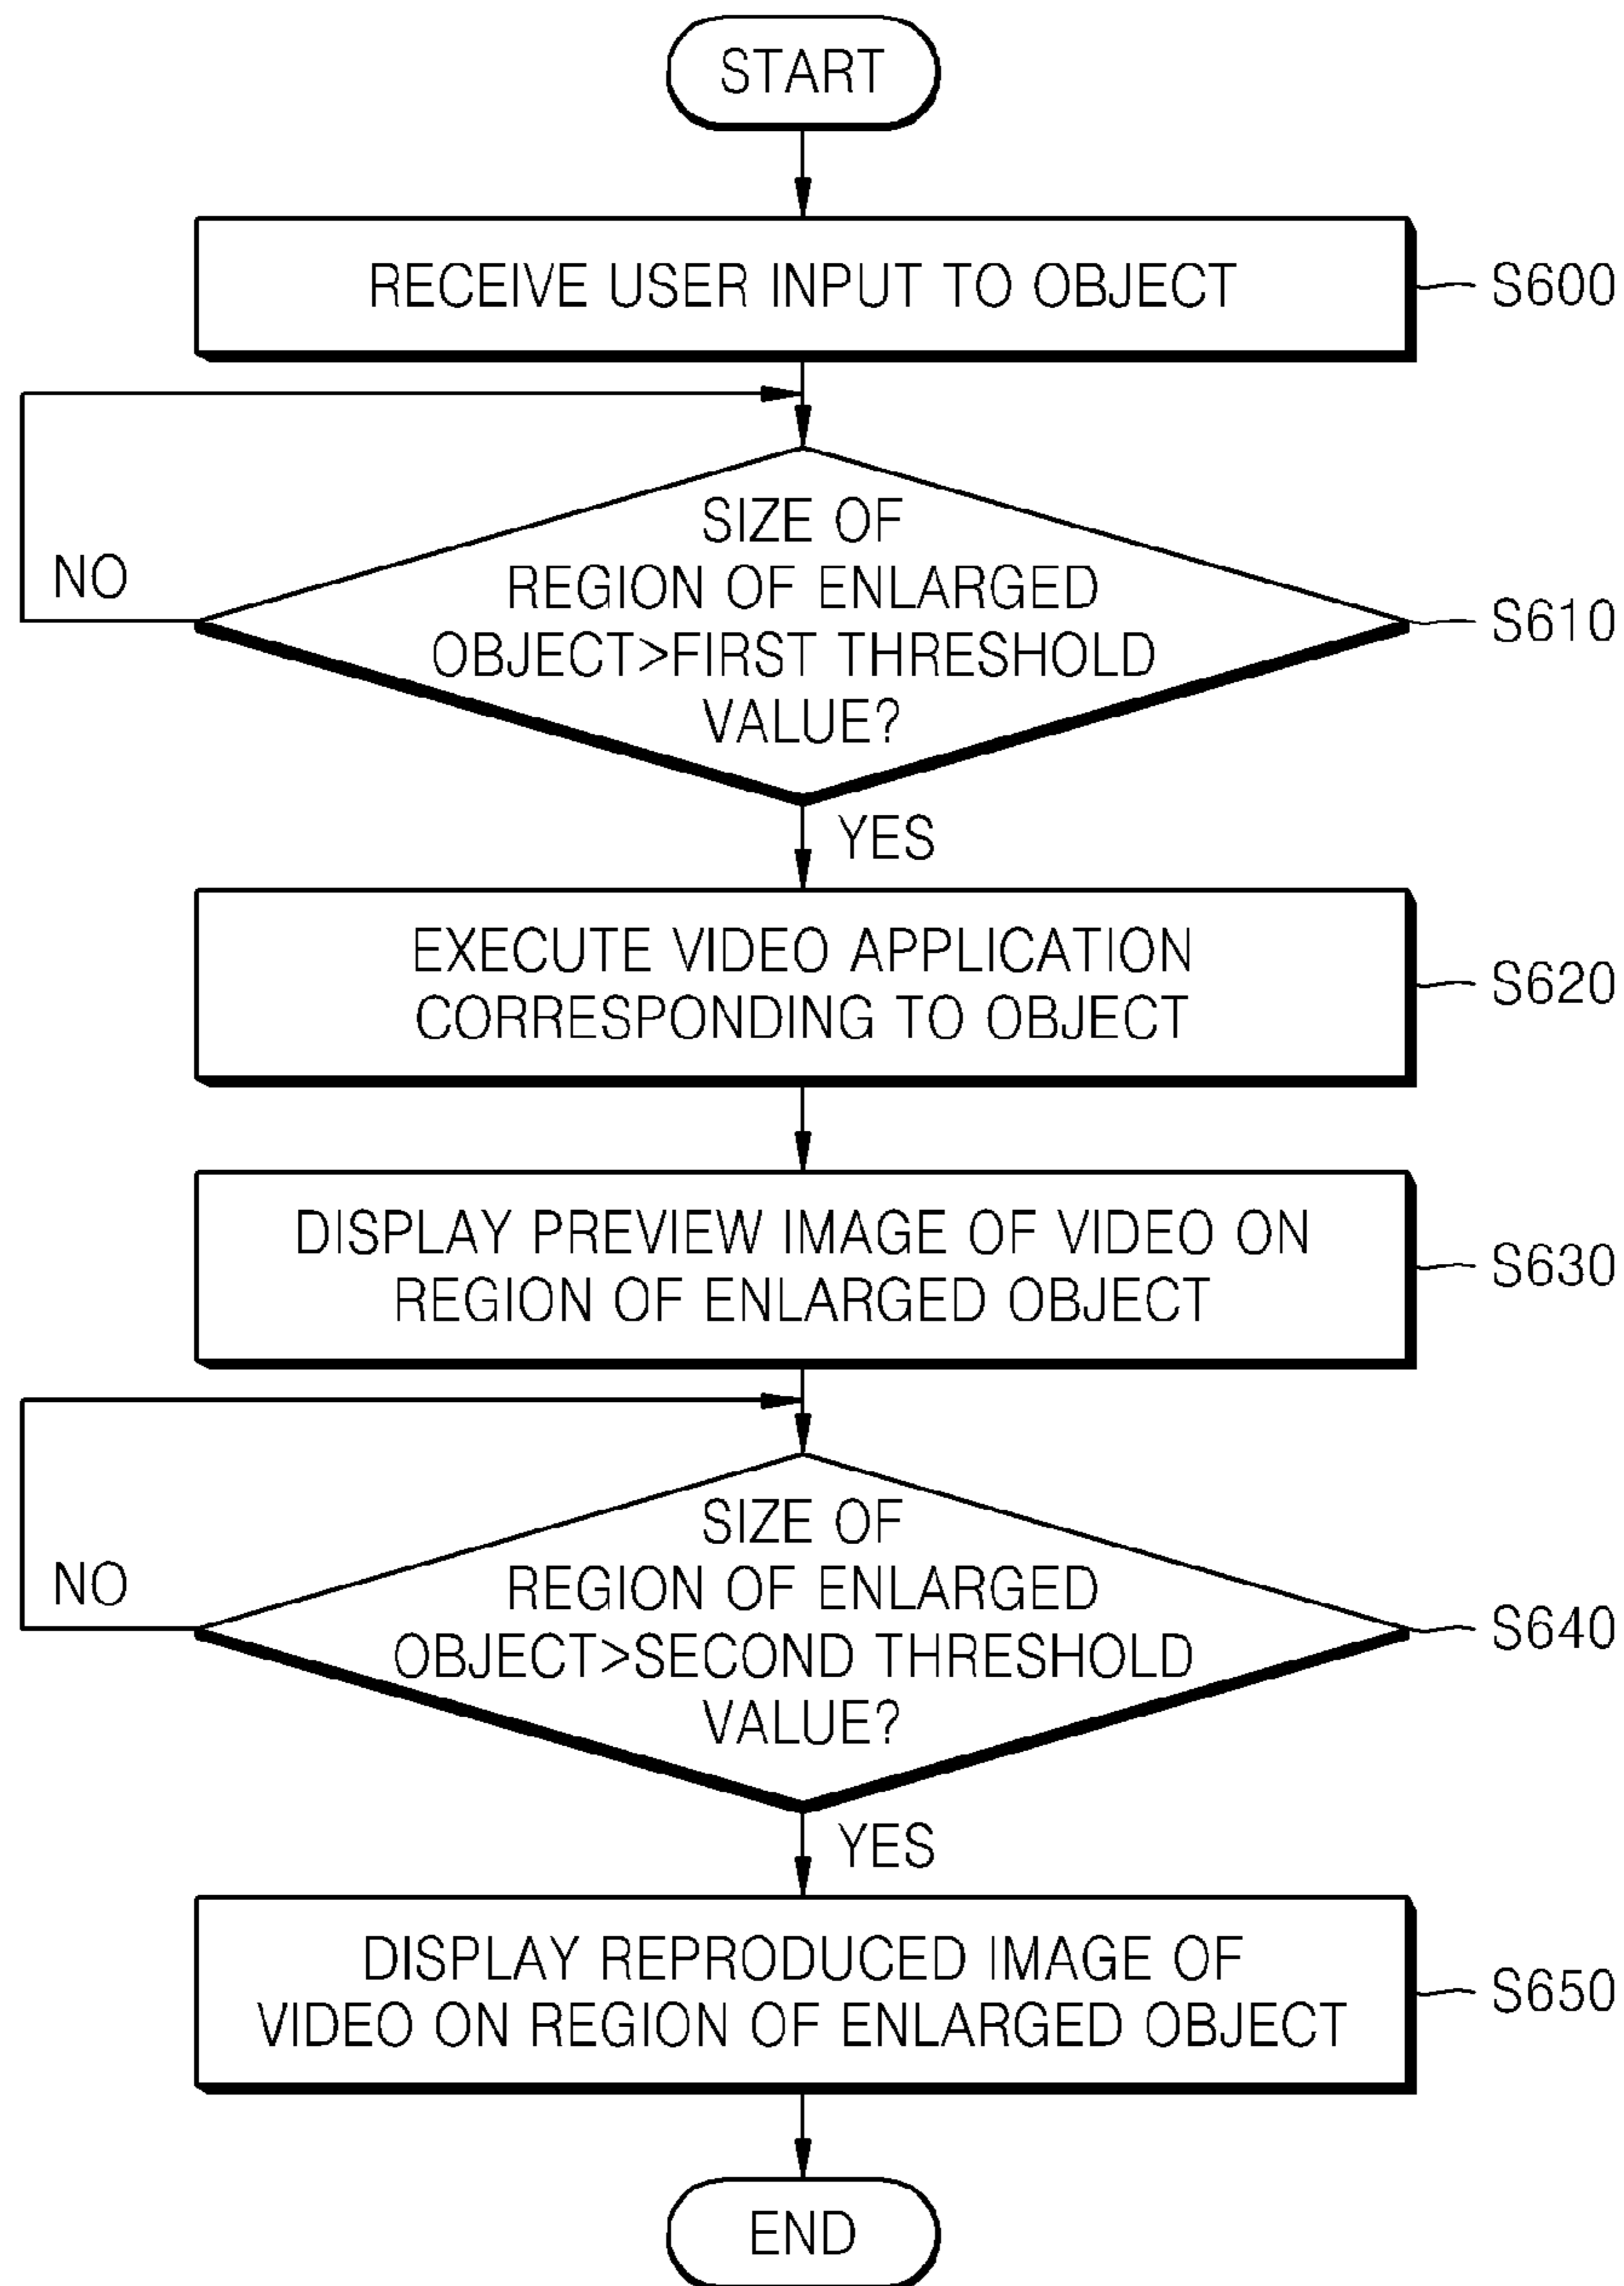 START
RECEIVE USER INPUT TO OBJECT
S600
SIZE OF
REGION OF ENLARGED
OBJECT>FIRST THRESHOLD
VALUE?
NO
S610
YES
EXECUTE VIDEO APPLICATION
CORRESPONDING TO OBJECT
S620
DISPLAY PREVIEW IMAGE OF VIDEO ON
REGION OF ENLARGED OBJECT
S630
SIZE OF
REGION OF ENLARGED
OBJECT>SECOND THRESHOLD
VALUE?
NO
S640
YES
DISPLAY REPRODUCED IMAGE OF
VIDEO ON REGION OF ENLARGED OBJECT
S650
END